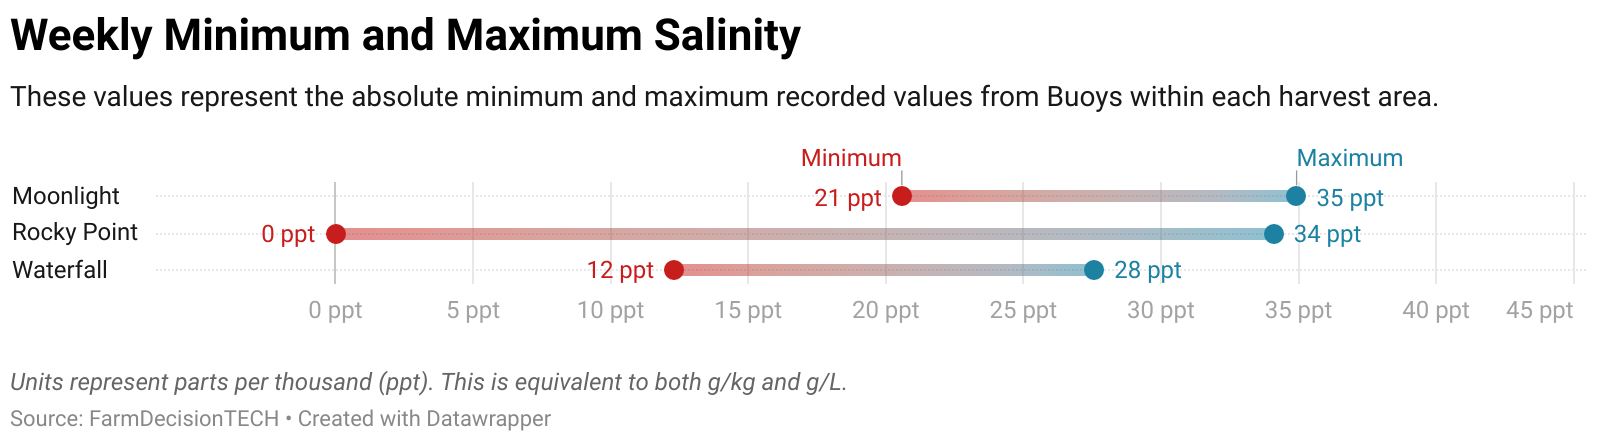 Weekly Minimum and Maximum Salinity
These values represent the absolute minimum and maximum recorded values from Buoys within each harvest area.
Minimum Maximum
Moonlight 21 ppt 35 ppt
Rocky Point 0 ppt 34 ppt
Waterfall 12 ppt 28 ppt
0 ppt 5 ppt 10 ppt 15 ppt 20 ppt 25 ppt 30 ppt 35 ppt 40 ppt 45 ppt
Units represent parts per thousand (ppt). This is equivalent to both g/kg and g/L.
Source: FarmDecisionTECH • Created with Datawrapper